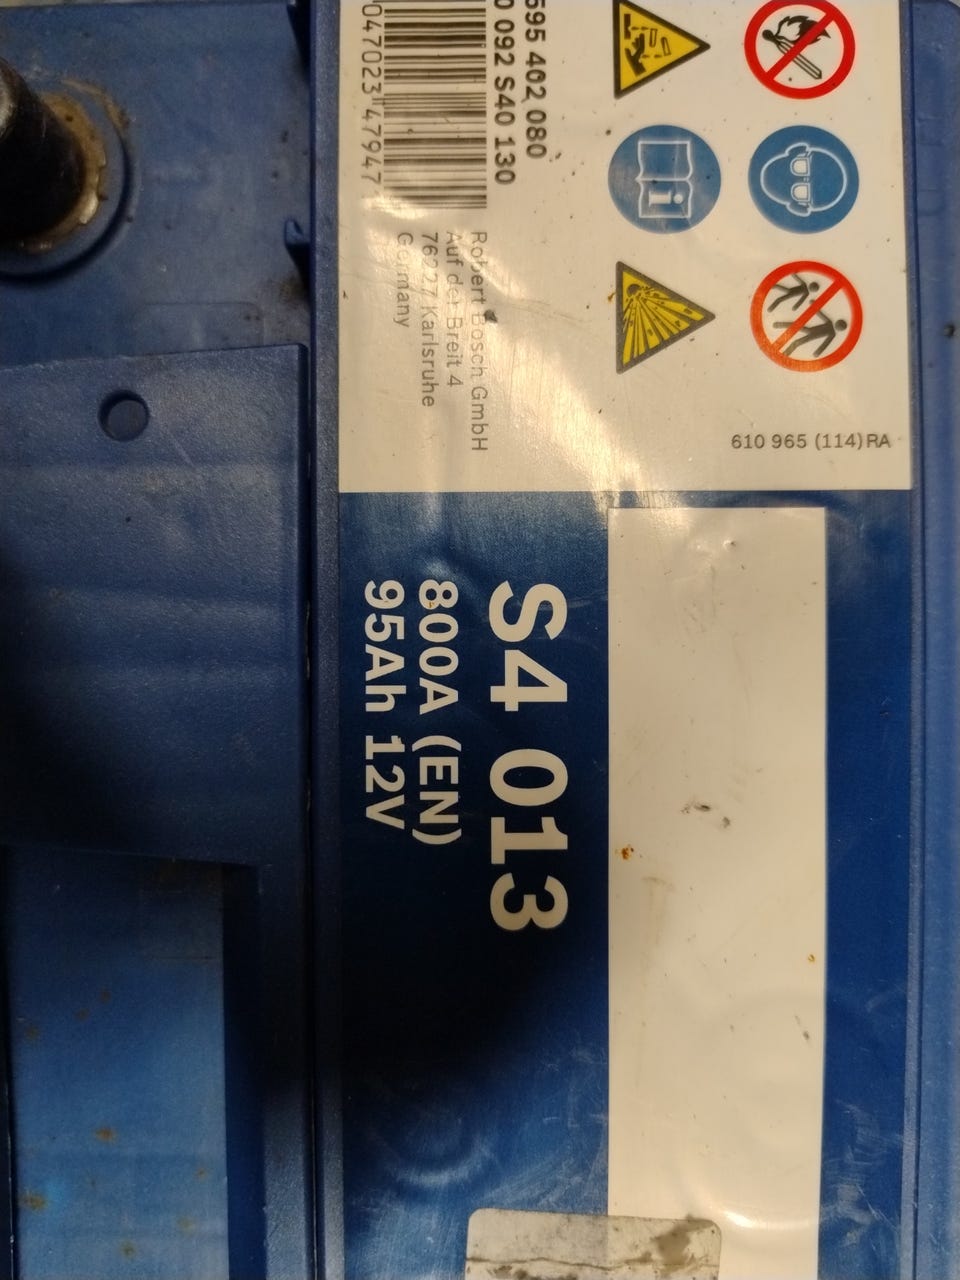 595 402 080
0 092 S40 130
047023 47947
Robert Bosch GmbH
Auf der Breit 4
76227 Karlsruhe
Germany
610 965 (114)RA
S4 013
800A (EN)
95Ah 12V